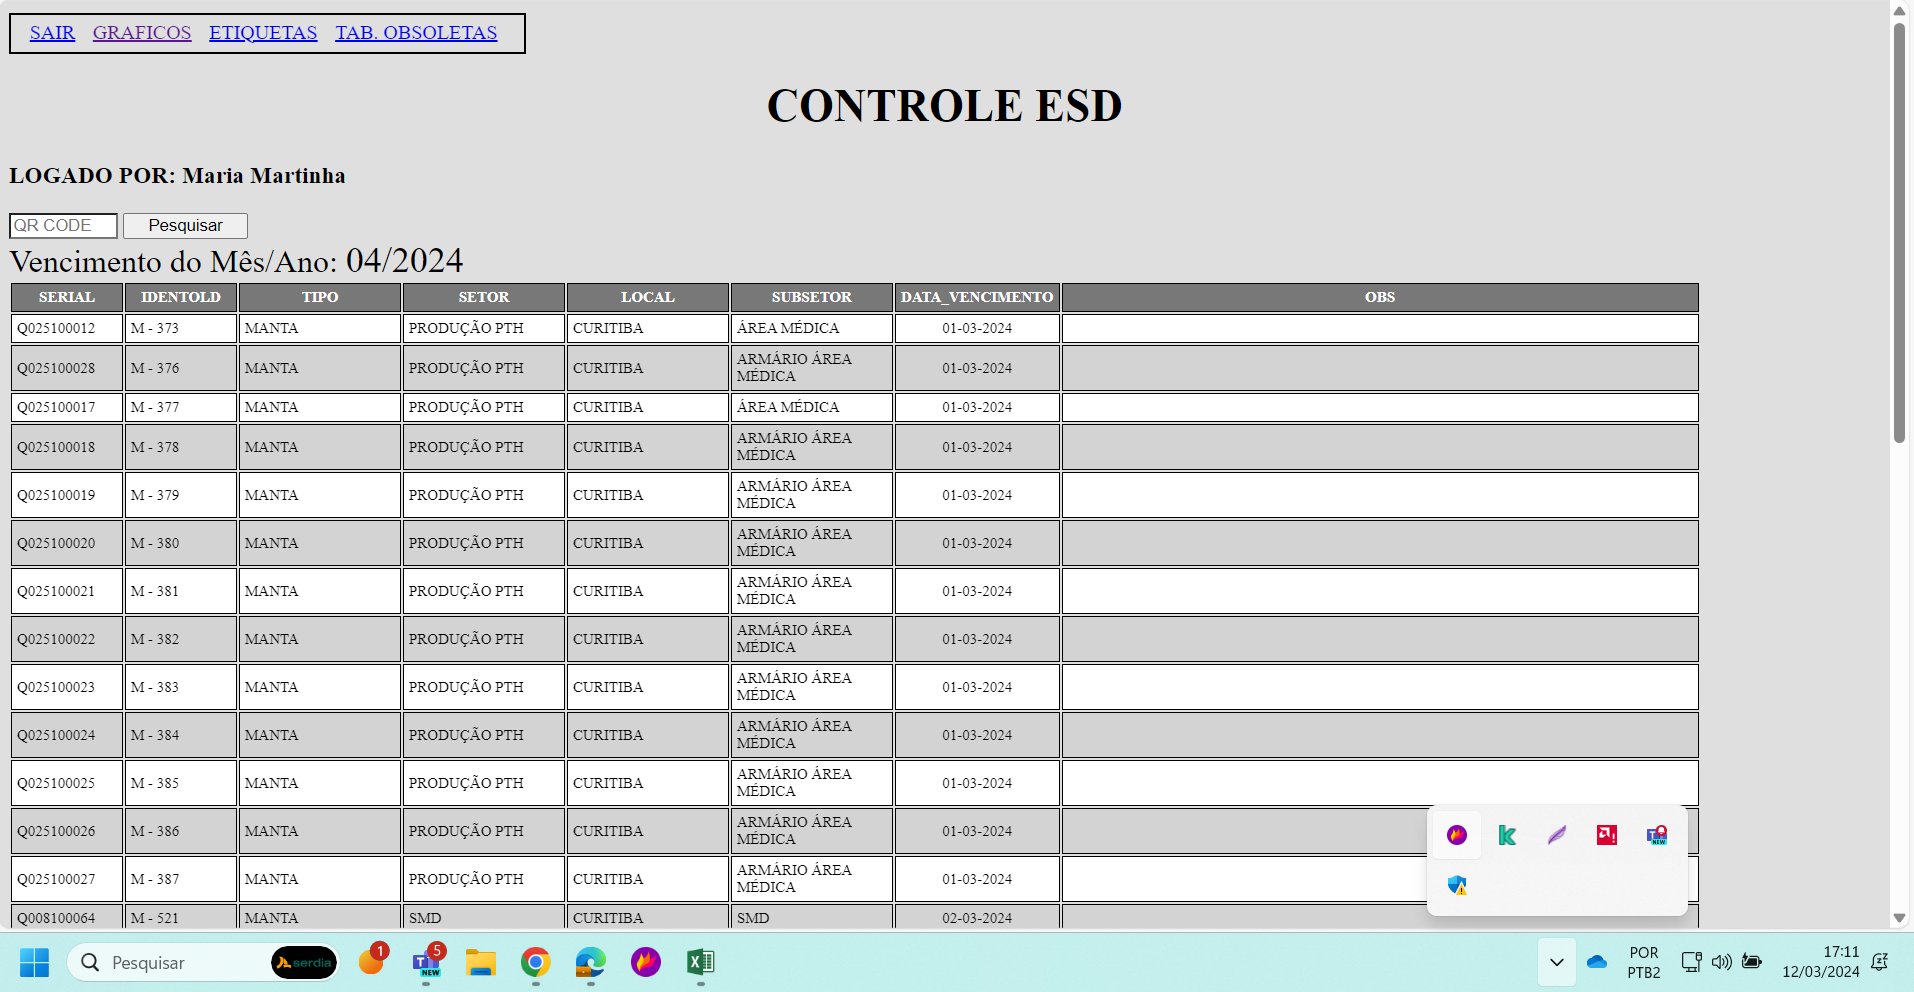 SAIR GRAFICOS ETIQUETAS TAB. OBSOLETAS
CONTROLE ESD
LOGADO POR: Maria Martinha
QR CODE Pesquisar
Vencimento do Mês/Ano: 04/2024
SERIAL IDENTOLD TIPO SETOR LOCAL SUBSETOR DATA_VENCIMENTO OBS
Q025100012 M - 373 MANTA PRODUÇÃO PTH CURITIBA ÁREA MÉDICA 01-03-2024
Q025100028 M - 376 MANTA PRODUÇÃO PTH CURITIBA ARMÁRIO ÁREA MÉDICA 01-03-2024
Q025100017 M - 377 MANTA PRODUÇÃO PTH CURITIBA ÁREA MÉDICA 01-03-2024
Q025100018 M - 378 MANTA PRODUÇÃO PTH CURITIBA ARMÁRIO ÁREA MÉDICA 01-03-2024
Q025100019 M - 379 MANTA PRODUÇÃO PTH CURITIBA ARMÁRIO ÁREA MÉDICA 01-03-2024
Q025100020 M - 380 MANTA PRODUÇÃO PTH CURITIBA ARMÁRIO ÁREA MÉDICA 01-03-2024
Q025100021 M - 381 MANTA PRODUÇÃO PTH CURITIBA ARMÁRIO ÁREA MÉDICA 01-03-2024
Q025100022 M - 382 MANTA PRODUÇÃO PTH CURITIBA ARMÁRIO ÁREA MÉDICA 01-03-2024
Q025100023 M - 383 MANTA PRODUÇÃO PTH CURITIBA ARMÁRIO ÁREA MÉDICA 01-03-2024
Q025100024 M - 384 MANTA PRODUÇÃO PTH CURITIBA ARMÁRIO ÁREA MÉDICA 01-03-2024
Q025100025 M - 385 MANTA PRODUÇÃO PTH CURITIBA ARMÁRIO ÁREA MÉDICA 01-03-2024
Q025100026 M - 386 MANTA PRODUÇÃO PTH CURITIBA ARMÁRIO ÁREA MÉDICA 01-03-2024
Q025100027 M - 387 MANTA PRODUÇÃO PTH CURITIBA ARMÁRIO ÁREA MÉDICA 01-03-2024
Q008100064 M - 521 MANTA SMD CURITIBA SMD 02-03-2024
NEW
Pesquisar serdia 1 5 NEW POR 17:11
PTB2 12/03/2024